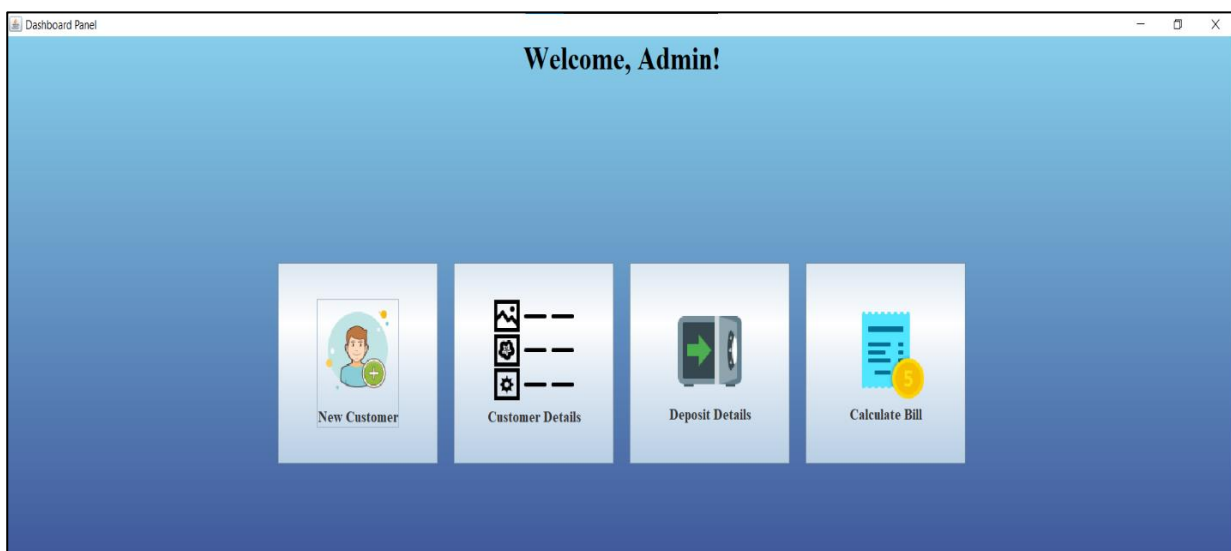 Dashboard Panel
Welcome, Admin!
New Customer
Customer Details
Deposit Details
Calculate Bill